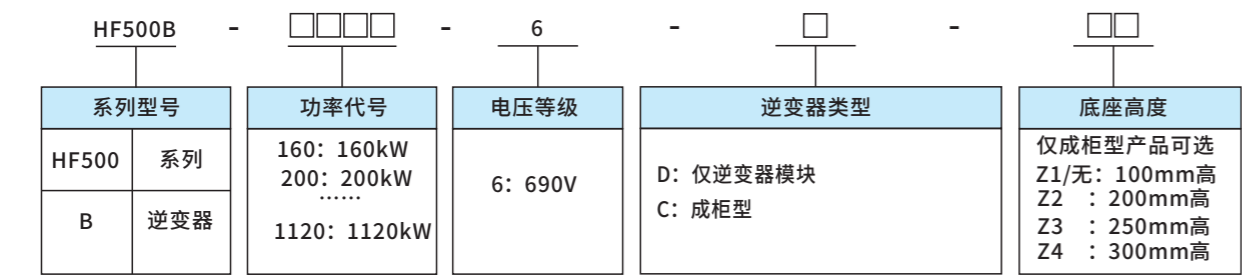 HF500B - □□□□ - 6 - □ - □□
系列型号
HF500 系列
B 逆变器
功率代号
160：160kW
200：200kW
······
1120：1120kW
电压等级
6：690V
逆变器类型
D：仅逆变器模块
C：成柜型
底座高度
仅成柜型产品可选
Z1/无：100mm高
Z2 ：200mm高
Z3 ：250mm高
Z4 ：300mm高